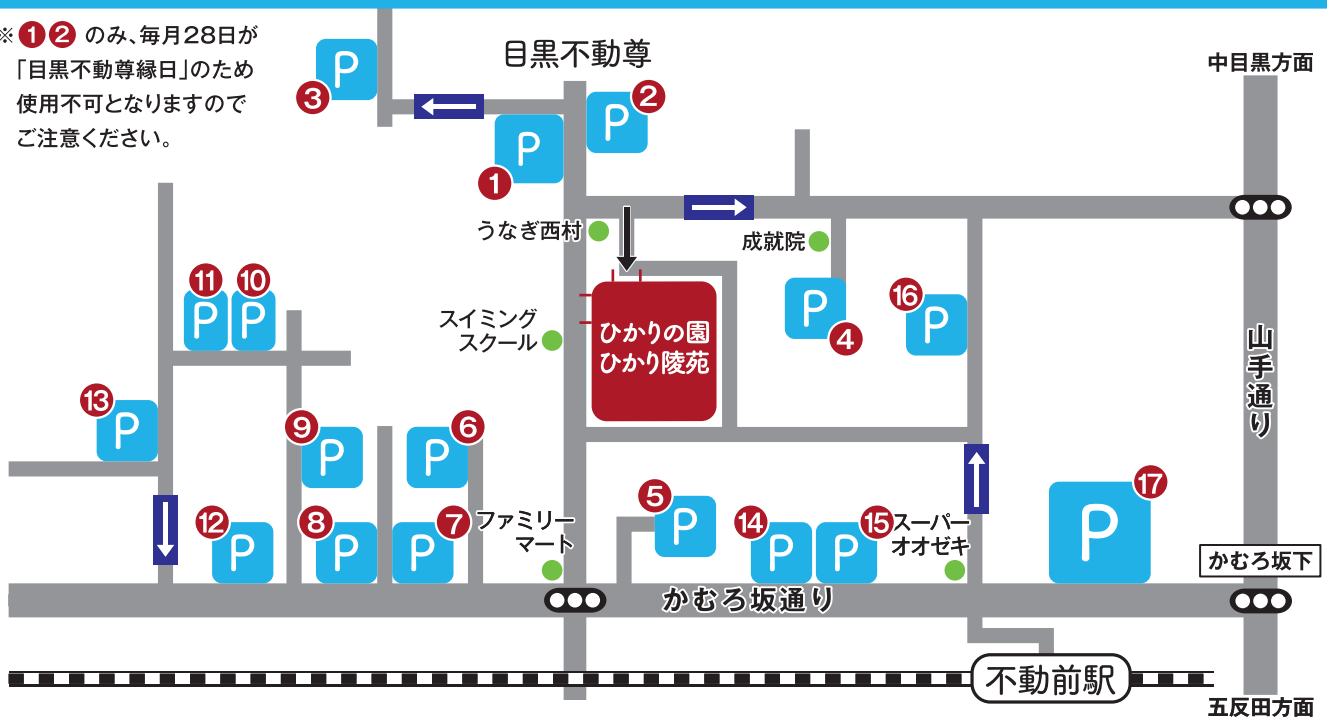 ※①② のみ、毎月28日が
「目黒不動尊縁日」のため
使用不可となりますので
ご注意ください。
目黒不動尊
中目黒方面
P
③
P
②
P
①
うなぎ西村
成就院
⑪
⑩
P
P
P
④
⑯
P
スイミング
スクール
ひかりの園
ひかり陵苑
山手通り
⑬
P
⑨
P
⑥
P
⑤
P
⑰
P
⑫
P
⑧
P
⑦
P
ファミリー
マート
⑭
P
⑮
P
スーパー
オオゼキ
かむろ坂下
かむろ坂通り
不動前駅
五反田方面